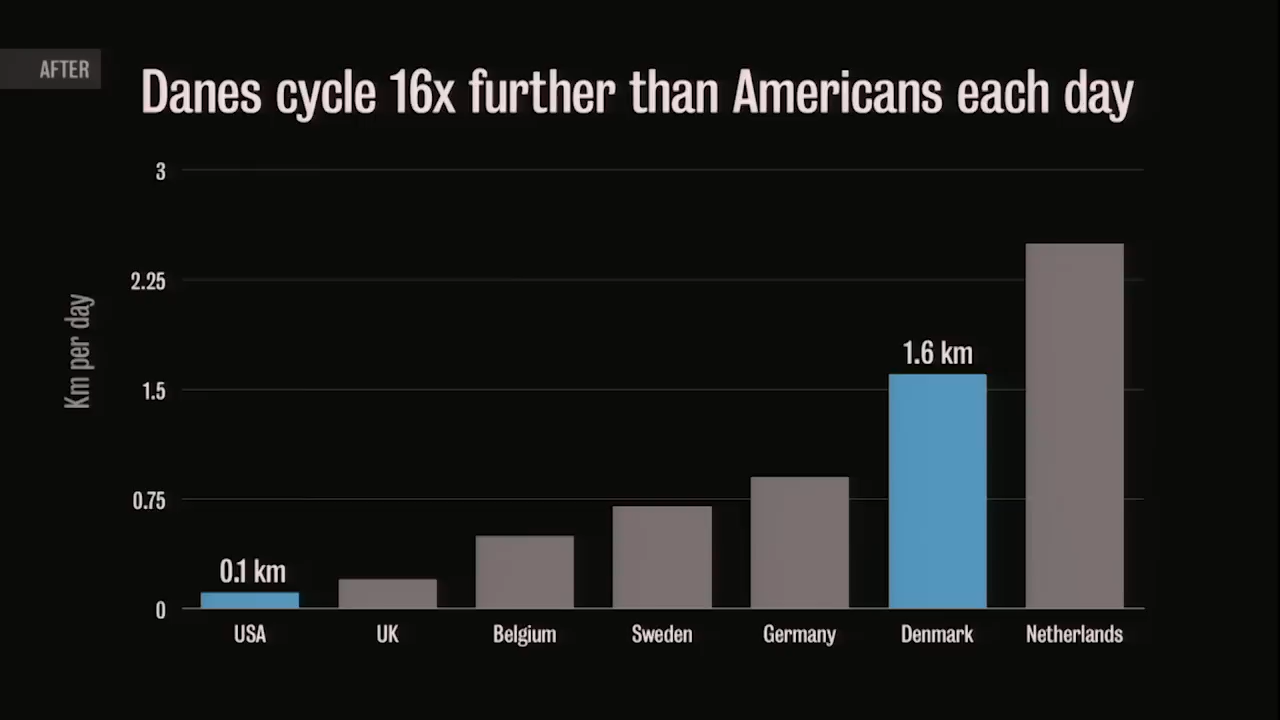 AFTER
Danes cycle 16x further than Americans each day
3
2.25
1.5
0.75
0
Km per day
0.1 km
1.6 km
USA
UK
Belgium
Sweden
Germany
Denmark
Netherlands